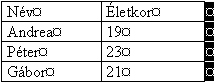 Név¤ Életkor¤ ¤
Andrea¤ 19¤ ¤
Péter¤ 23¤ ¤
Gábor¤ 21¤ ¤